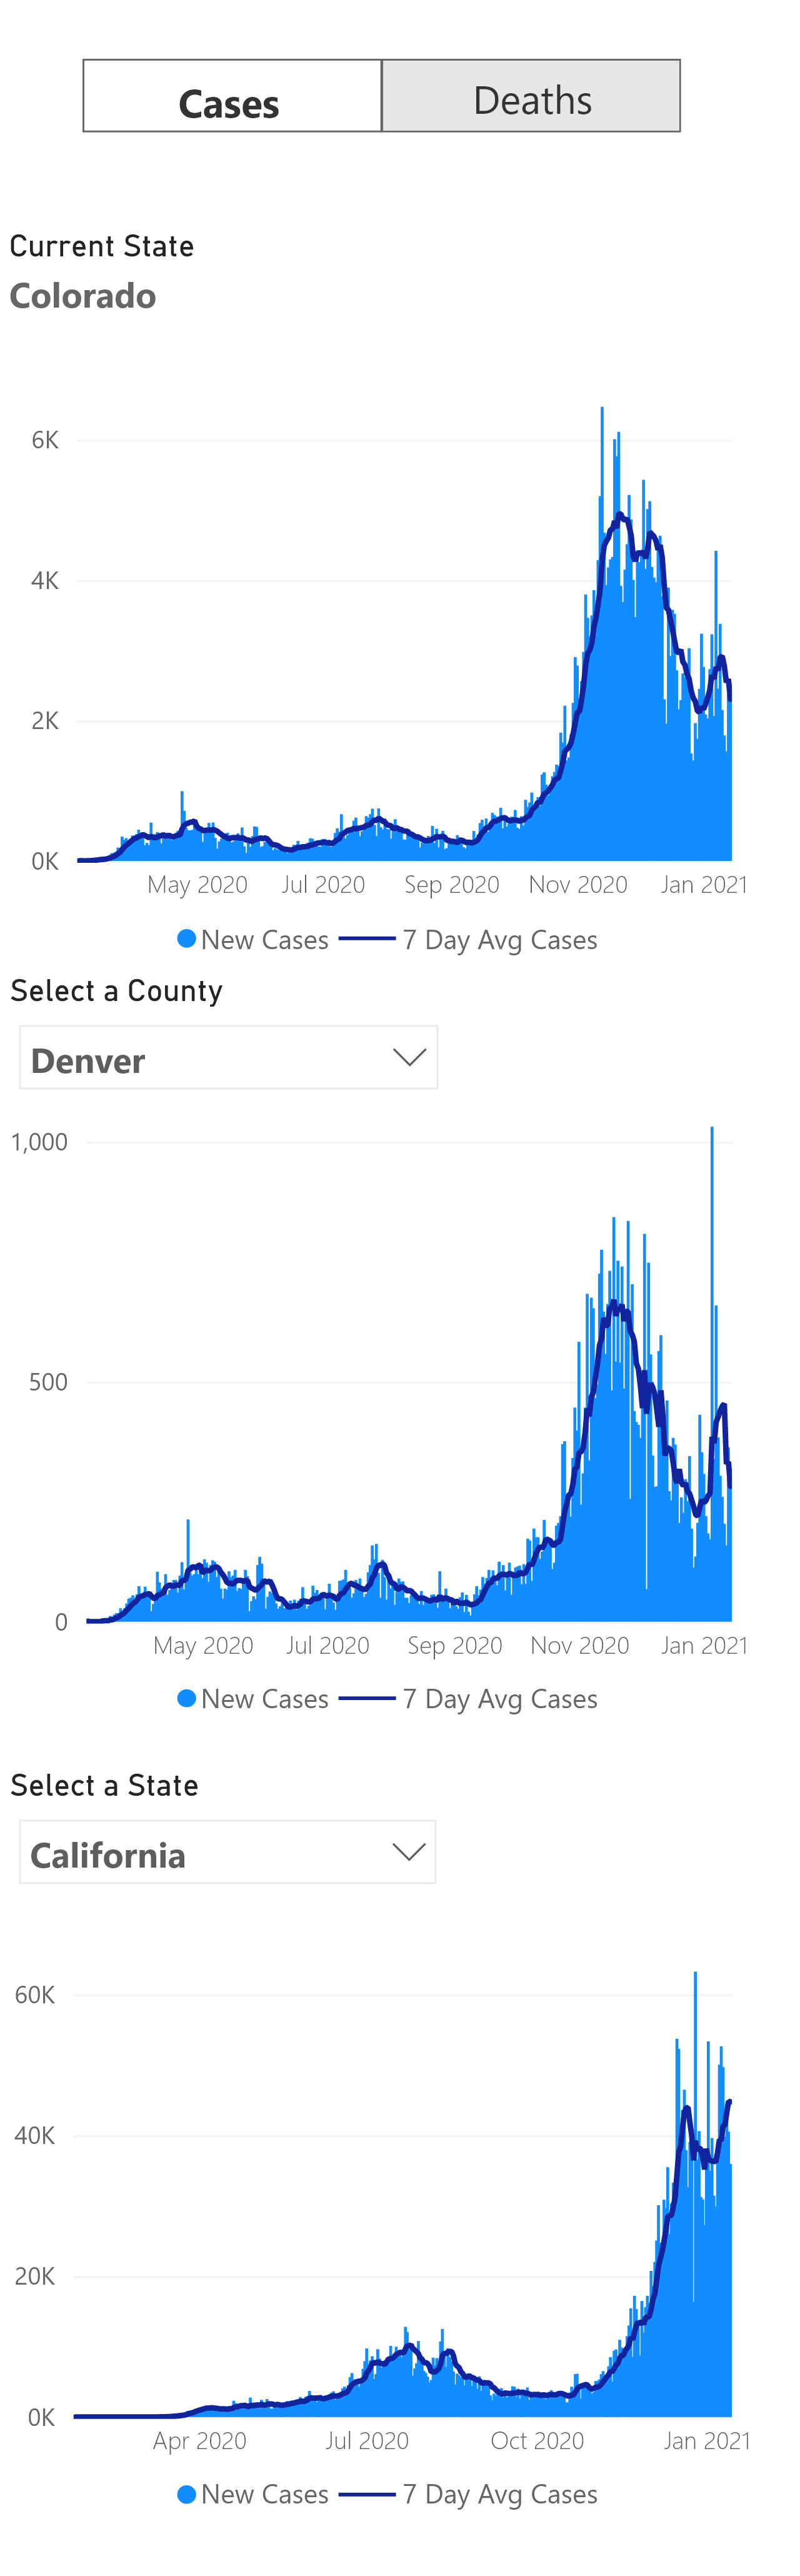 Cases Deaths
Current State
Colorado
6K
4K
2K
0K
May 2020 Jul 2020 Sep 2020 Nov 2020 Jan 2021
New Cases 7 Day Avg Cases
Select a County
Denver
1,000
500
0
May 2020 Jul 2020 Sep 2020 Nov 2020 Jan 2021
New Cases 7 Day Avg Cases
Select a State
California
60K
40K
20K
0K
Apr 2020 Jul 2020 Oct 2020 Jan 2021
New Cases 7 Day Avg Cases